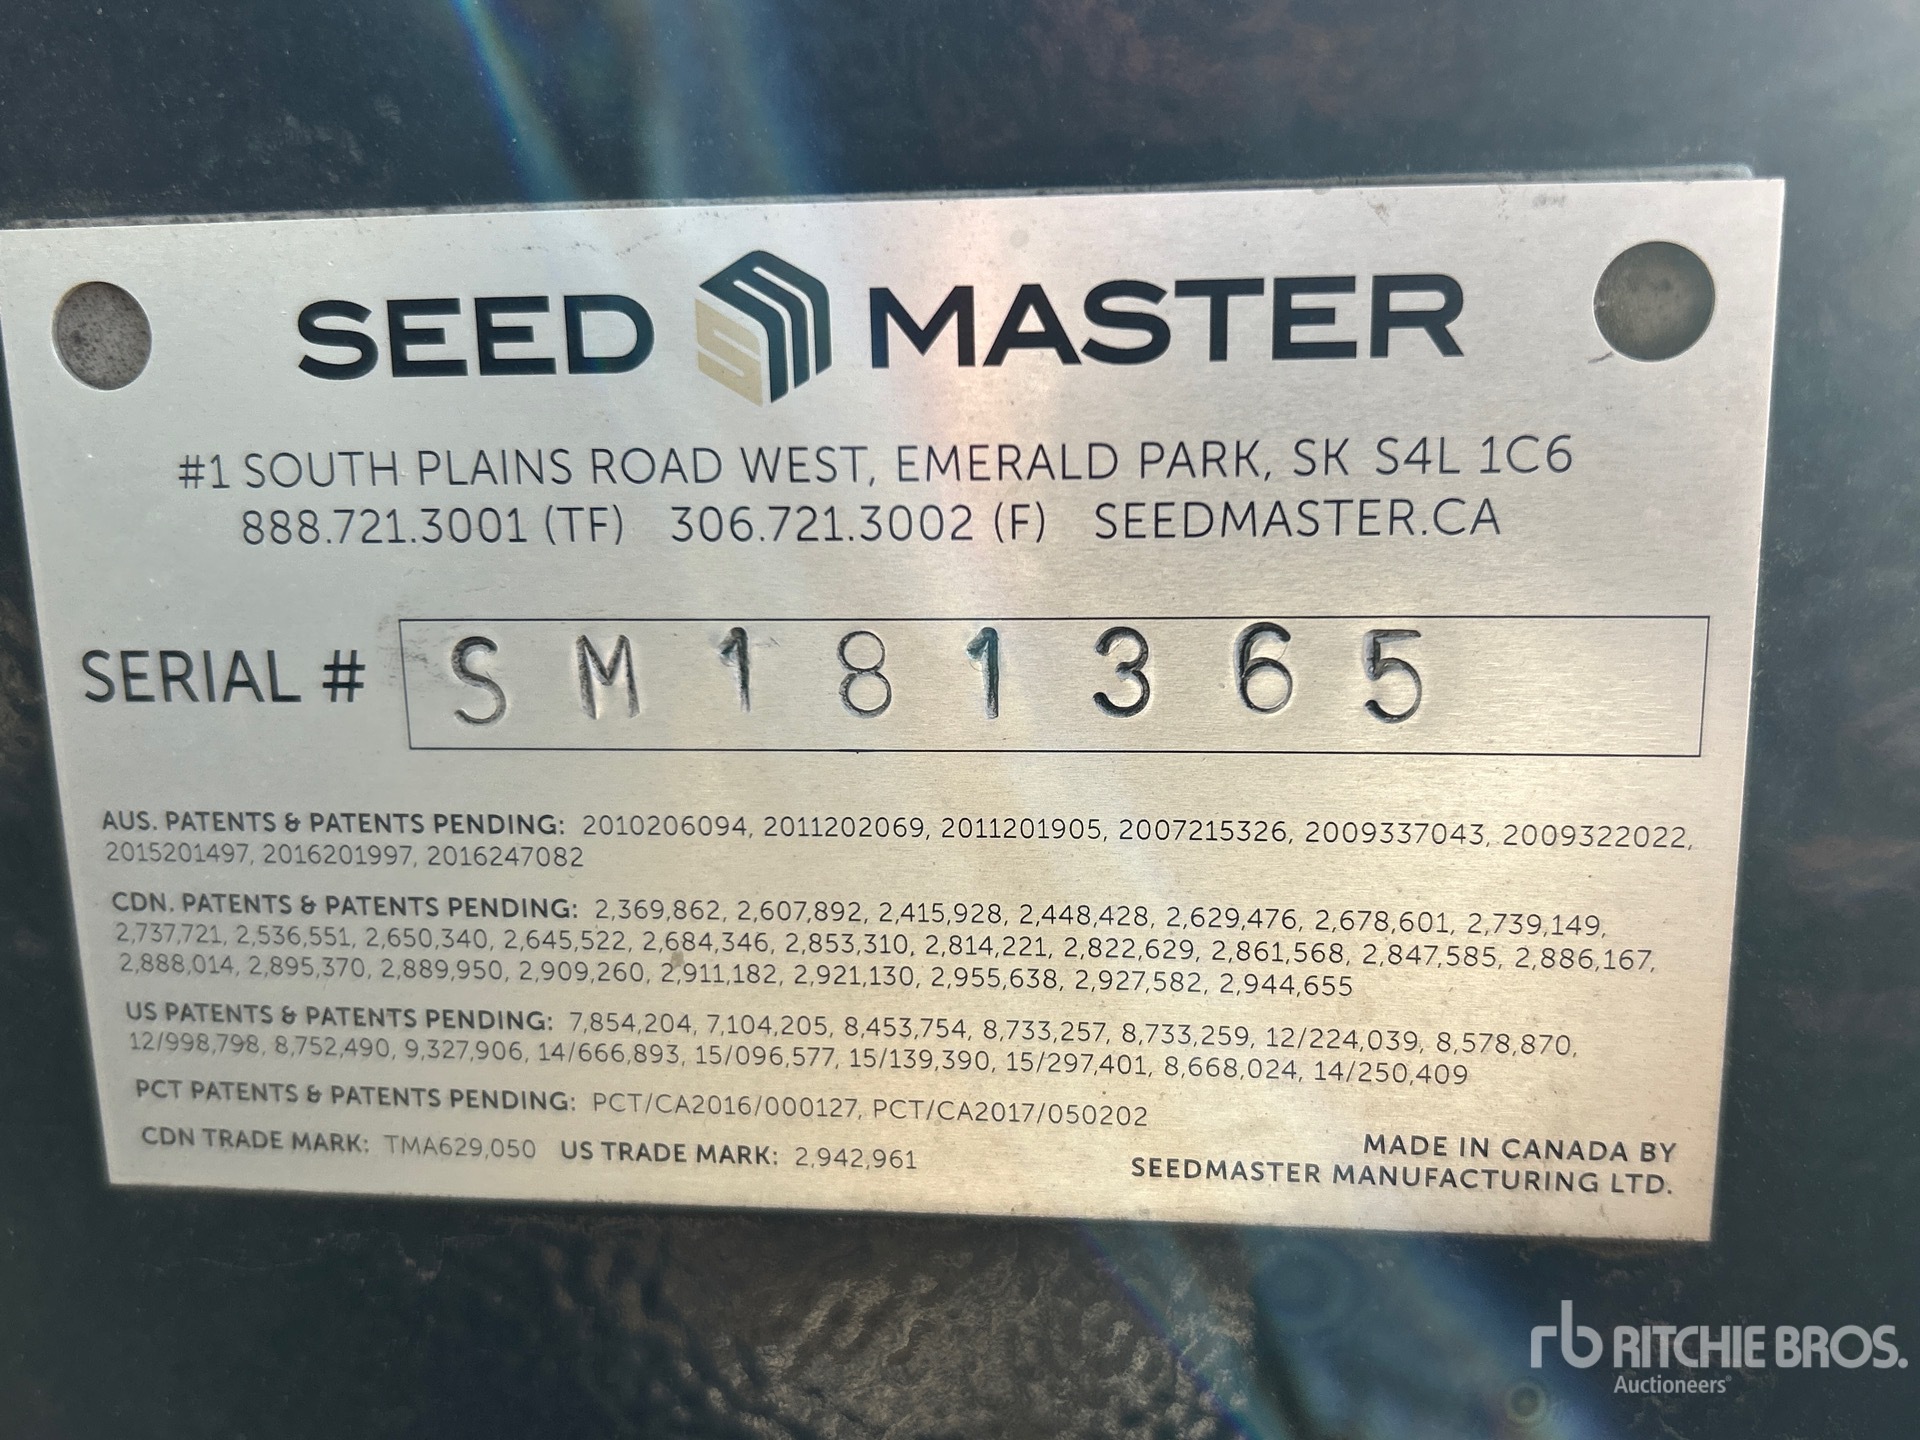 SEED MASTER
#1 SOUTH PLAINS ROAD WEST, EMERALD PARK, SK S4L 1C6
888.721.3001 (TF) 306.721.3002 (F) SEEDMASTER.CA
SERIAL # SM181365
AUS. PATENTS & PATENTS PENDING: 2010206094, 2011202069, 2011201905, 2007215326, 2009337043, 2009322022,
2015201497, 2016201997, 2016247082
CDN. PATENTS & PATENTS PENDING: 2,369,862, 2,607,892, 2,415,928, 2,448,428, 2,629,476, 2,678,601, 2,739,149,
2,737,721, 2,536,551, 2,650,340, 2,645,522, 2,684,346, 2,853,310, 2,814,221, 2,822,629, 2,861,568, 2,847,585, 2,886,167,
2,888,014, 2,895,370, 2,889,950, 2,909,260, 2,911,182, 2,921,130, 2,955,638, 2,927,582, 2,944,655
US PATENTS & PATENTS PENDING: 7,854,204, 7,104,205, 8,453,754, 8,733,257, 8,733,259, 12/224,039, 8,578,870,
12/998,798, 8,752,490, 9,327,906, 14/666,893, 15/096,577, 15/139,390, 15/297,401, 8,668,024, 14/250,409
PCT PATENTS & PATENTS PENDING: PCT/CA2016/000127, PCT/CA2017/050202
CDN TRADE MARK: TMA629,050 US TRADE MARK: 2,942,961
MADE IN CANADA BY
SEEDMASTER MANUFACTURING LTD.
rb RITCHIE BROS.
Auctioneers